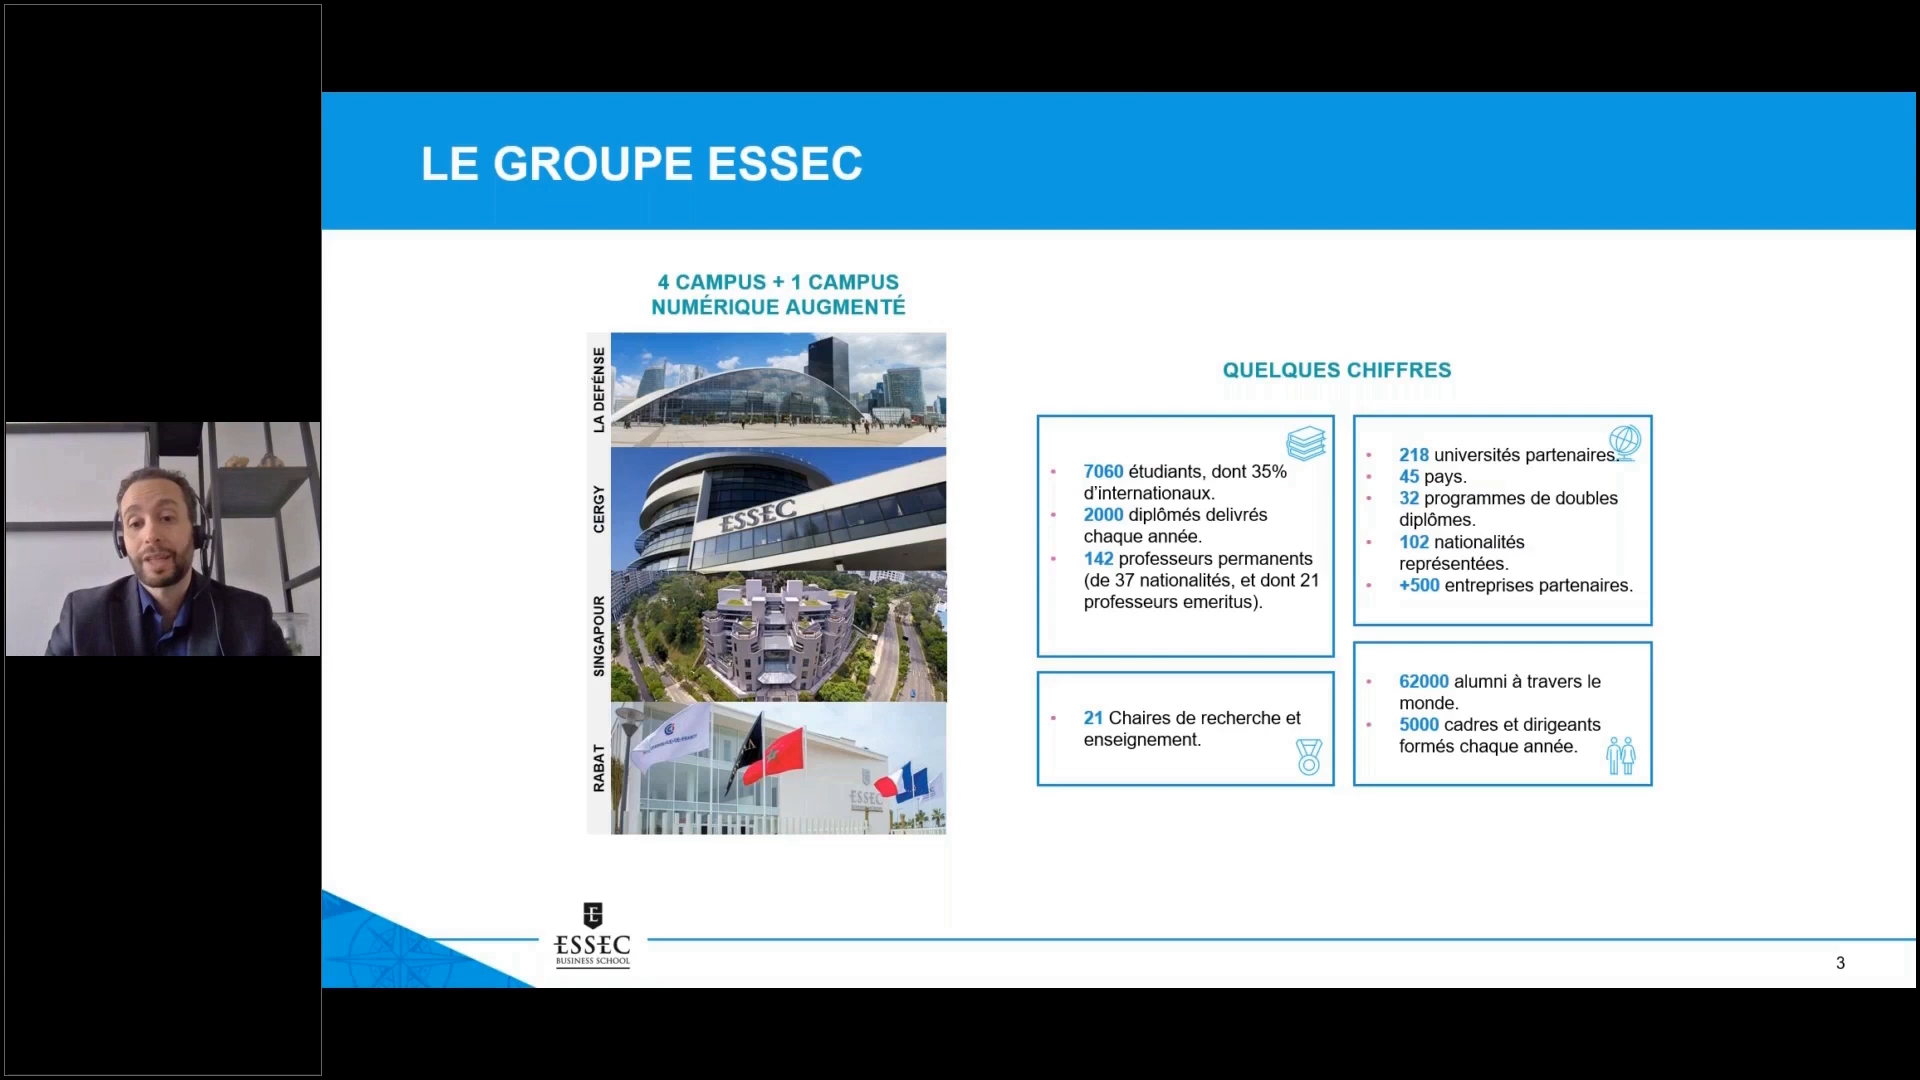 LE GROUPE ESSEC
4 CAMPUS + 1 CAMPUS
NUMÉRIQUE AUGMENTÉ
LA DEFÉNSE
CERGY
ESSEC
SINGAPOUR
RABAT
ESSEC
QUELQUES CHIFFRES
7060 étudiants, dont 35%
d'internationaux.
2000 diplômés delivrés
chaque année.
142 professeurs permanents
(de 37 nationalités, et dont 21
professeurs emeritus).
218 universités partenaires.
45 pays.
32 programmes de doubles
diplômes.
102 nationalités
représentées.
+500 entreprises partenaires.
21 Chaires de recherche et
enseignement.
62000 alumni à travers le
monde.
5000 cadres et dirigeants
formés chaque année.
ESSEC
BUSINESS SCHOOL
3